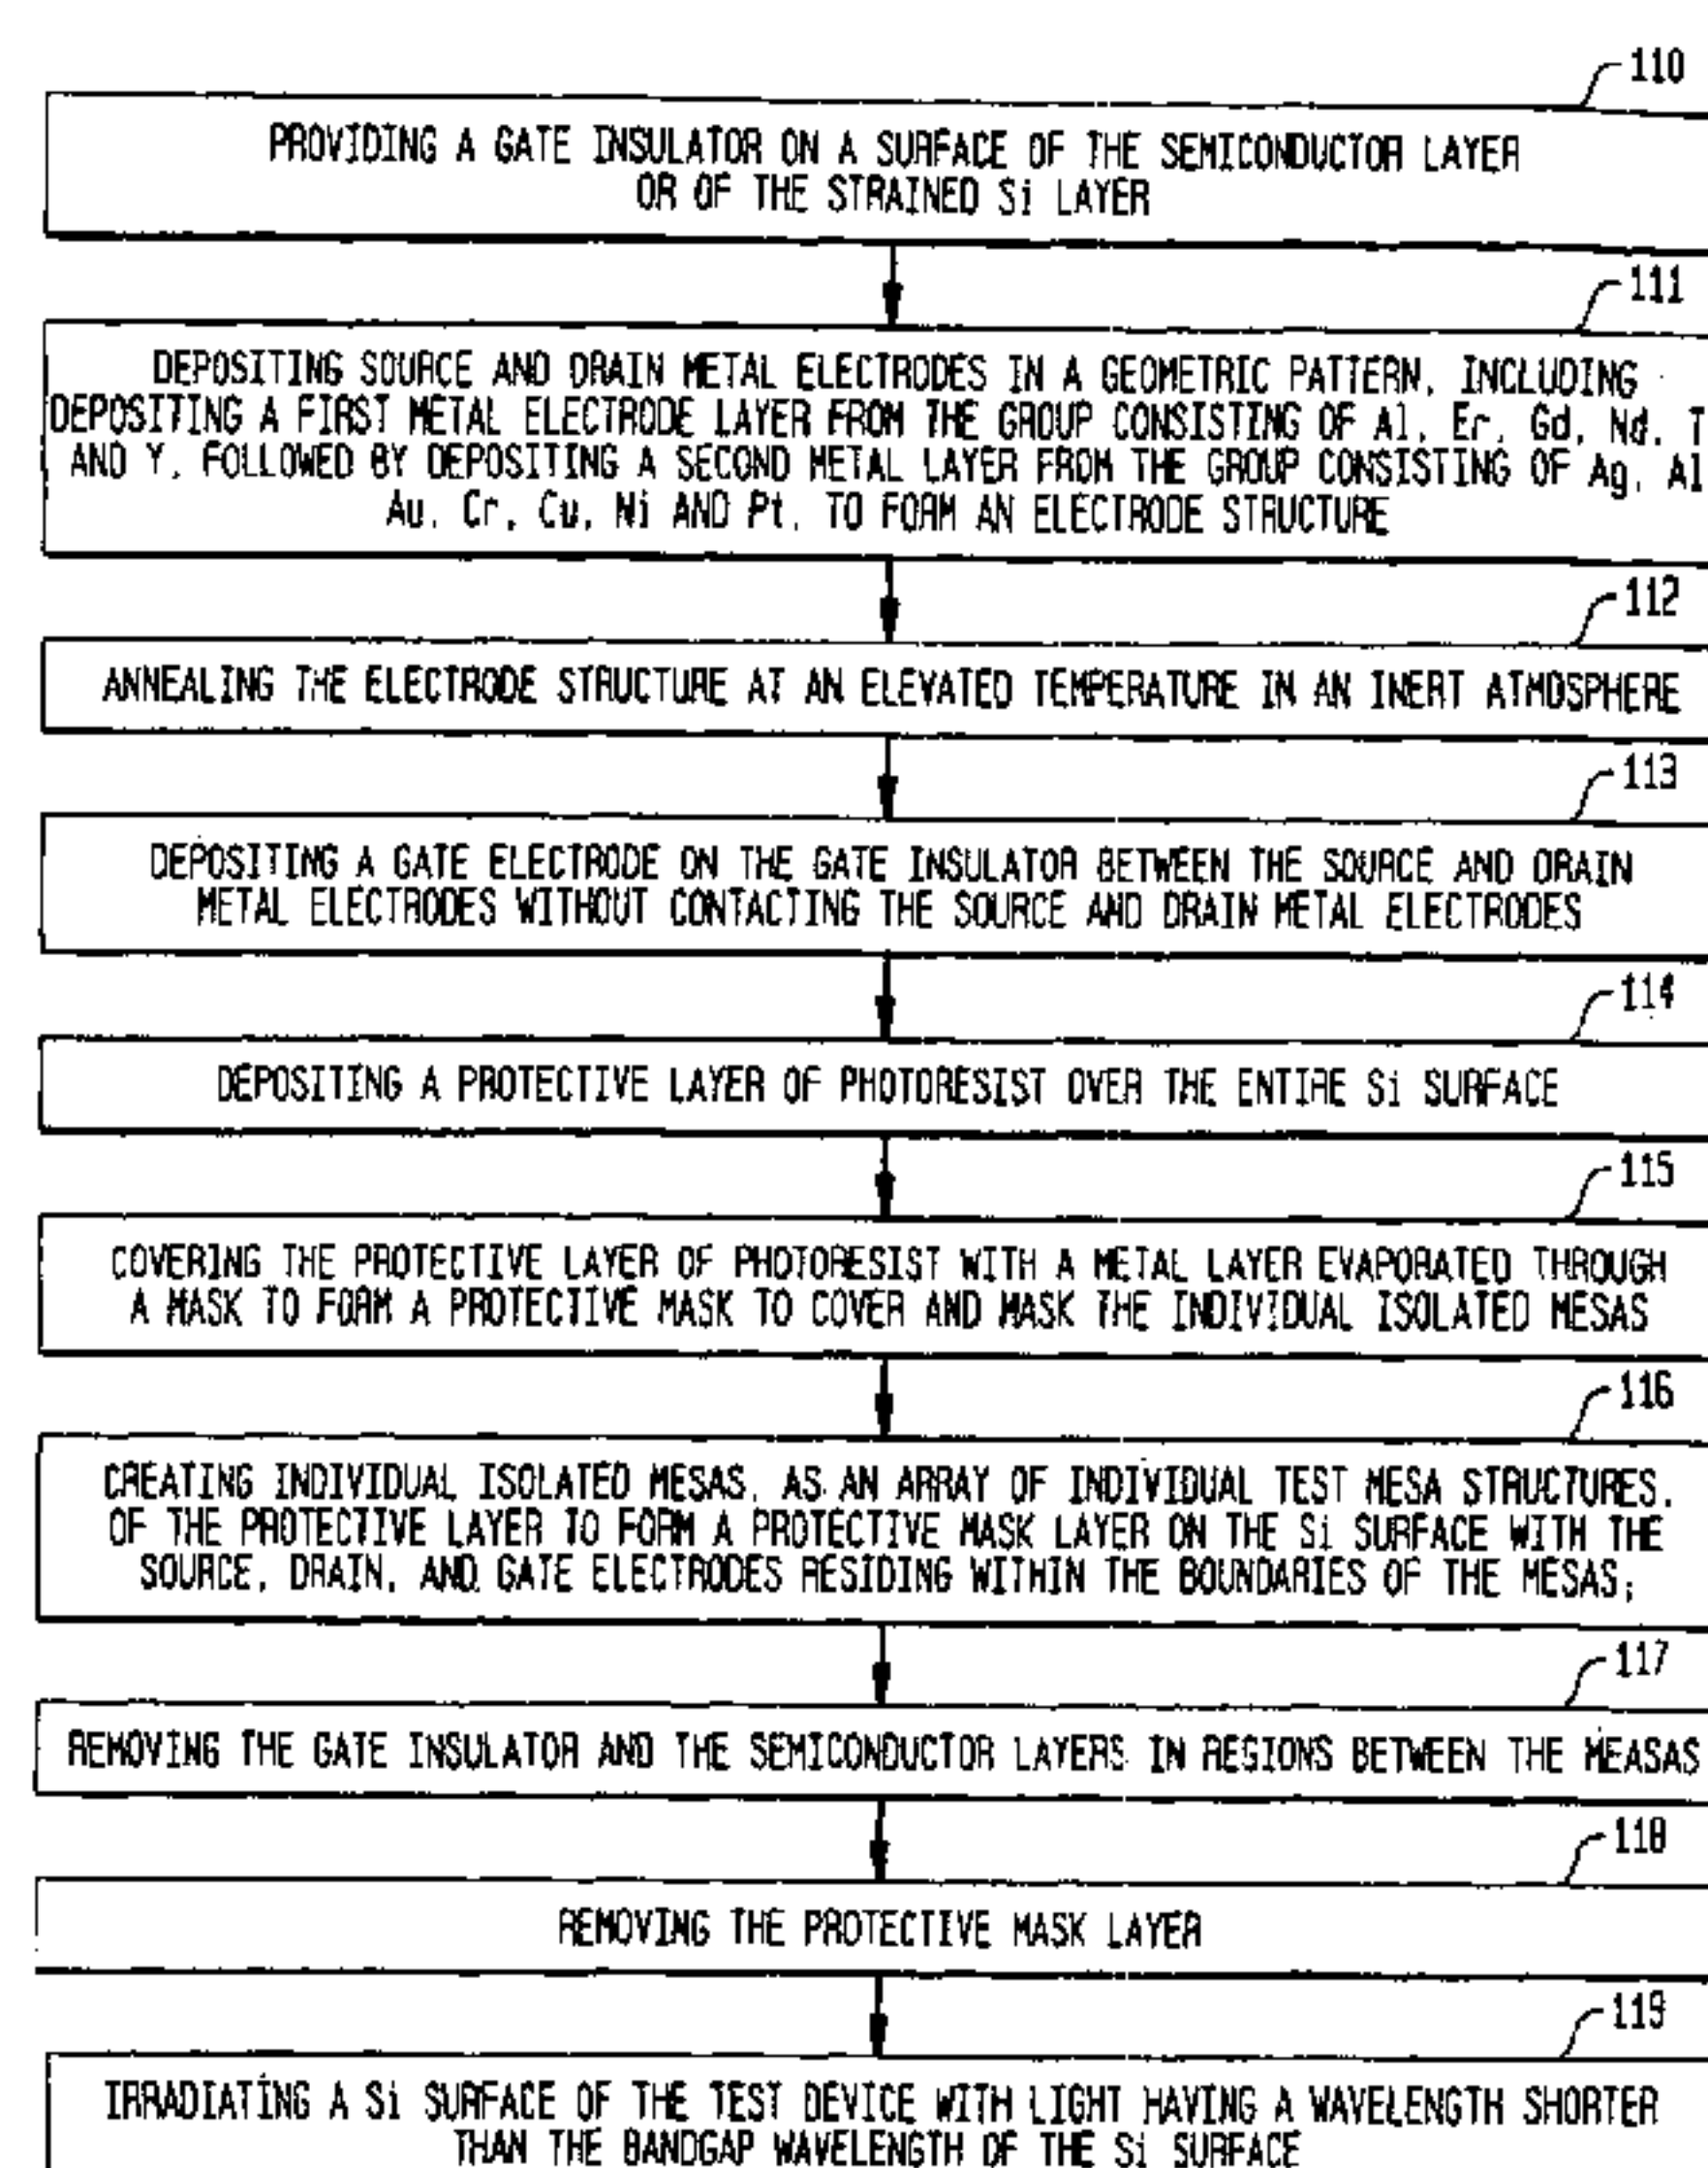 110
PROVIDING A GATE INSULATOR ON A SURFACE OF THE SEMICONDUCTOR LAYER
OR OF THE STRAINED Si LAYER
111
DEPOSITING SOURCE AND DRAIN METAL ELECTRODES IN A GEOMETRIC PATTERN, INCLUDING
DEPOSITING A FIRST METAL ELECTRODE LAYER FROM THE GROUP CONSISTING OF Al, Er, Gd, Nd, T
AND Y, FOLLOWED BY DEPOSITING A SECOND METAL LAYER FROM THE GROUP CONSISTING OF Ag, Al
Au, Cr, Cu, Ni AND Pt, TO FORM AN ELECTRODE STRUCTURE
112
ANNEALING THE ELECTRODE STRUCTURE AT AN ELEVATED TEMPERATURE IN AN INERT ATMOSPHERE
113
DEPOSITING A GATE ELECTRODE ON THE GATE INSULATOR BETWEEN THE SOURCE AND DRAIN
METAL ELECTRODES WITHOUT CONTACTING THE SOURCE AND DRAIN METAL ELECTRODES
114
DEPOSITING A PROTECTIVE LAYER OF PHOTORESIST OVER THE ENTIRE Si SURFACE
115
COVERING THE PROTECTIVE LAYER OF PHOTORESIST WITH A METAL LAYER EVAPORATED THROUGH
A MASK TO FORM A PROTECTIVE MASK TO COVER AND MASK THE INDIVIDUAL ISOLATED MESAS
116
CREATING INDIVIDUAL ISOLATED MESAS, AS AN ARRAY OF INDIVIDUAL TEST MESA STRUCTURES,
OF THE PROTECTIVE LAYER TO FORM A PROTECTIVE MASK LAYER ON THE Si SURFACE WITH THE
SOURCE, DRAIN, AND GATE ELECTRODES RESIDING WITHIN THE BOUNDARIES OF THE MESAS;
117
REMOVING THE GATE INSULATOR AND THE SEMICONDUCTOR LAYERS IN REGIONS BETWEEN THE MEASAS
118
REMOVING THE PROTECTIVE MASK LAYER
119
IRRADIATING A Si SURFACE OF THE TEST DEVICE WITH LIGHT HAVING A WAVELENGTH SHORTER
THAN THE BANDGAP WAVELENGTH OF THE Si SURFACE